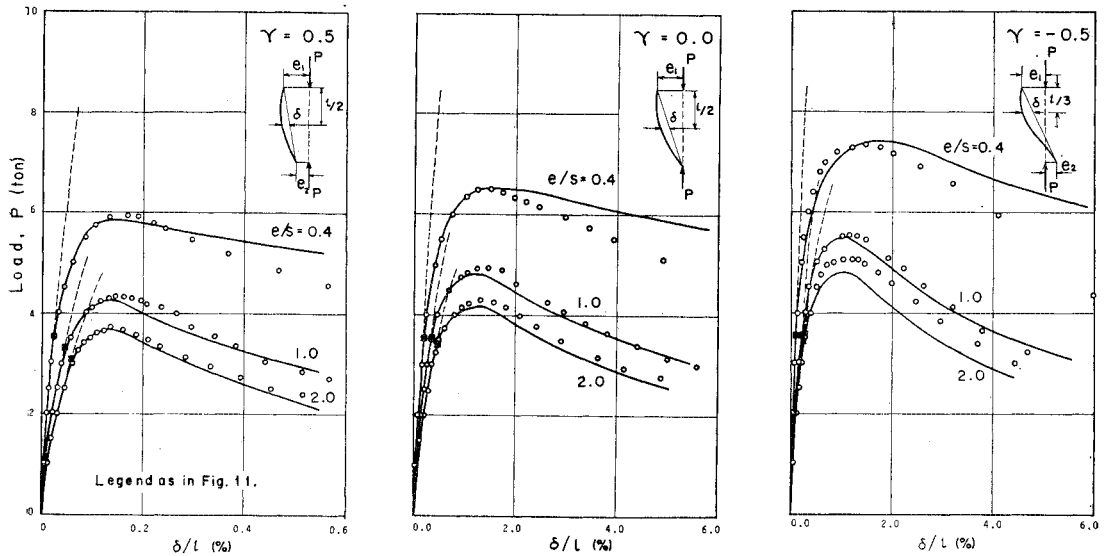 10
8
6
4
2
0
Load, P (ton)
γ = 0.5
P
e₁
l/2
δ
e₂
P
e/s = 0.4
1.0
2.0
Legend as in Fig. 11.
0 0.2 0.4 0.6
δ/l (%)
γ = 0.0
P
e₁
l/2
δ
P
e/s = 0.4
1.0
2.0
0.0 2.0 4.0 6.0
δ/l (%)
γ = -0.5
P
e₁
δ
l/3
e₂
P
e/s=0.4
1.0
2.0
0.0 2.0 4.0 6.0
δ/l (%)